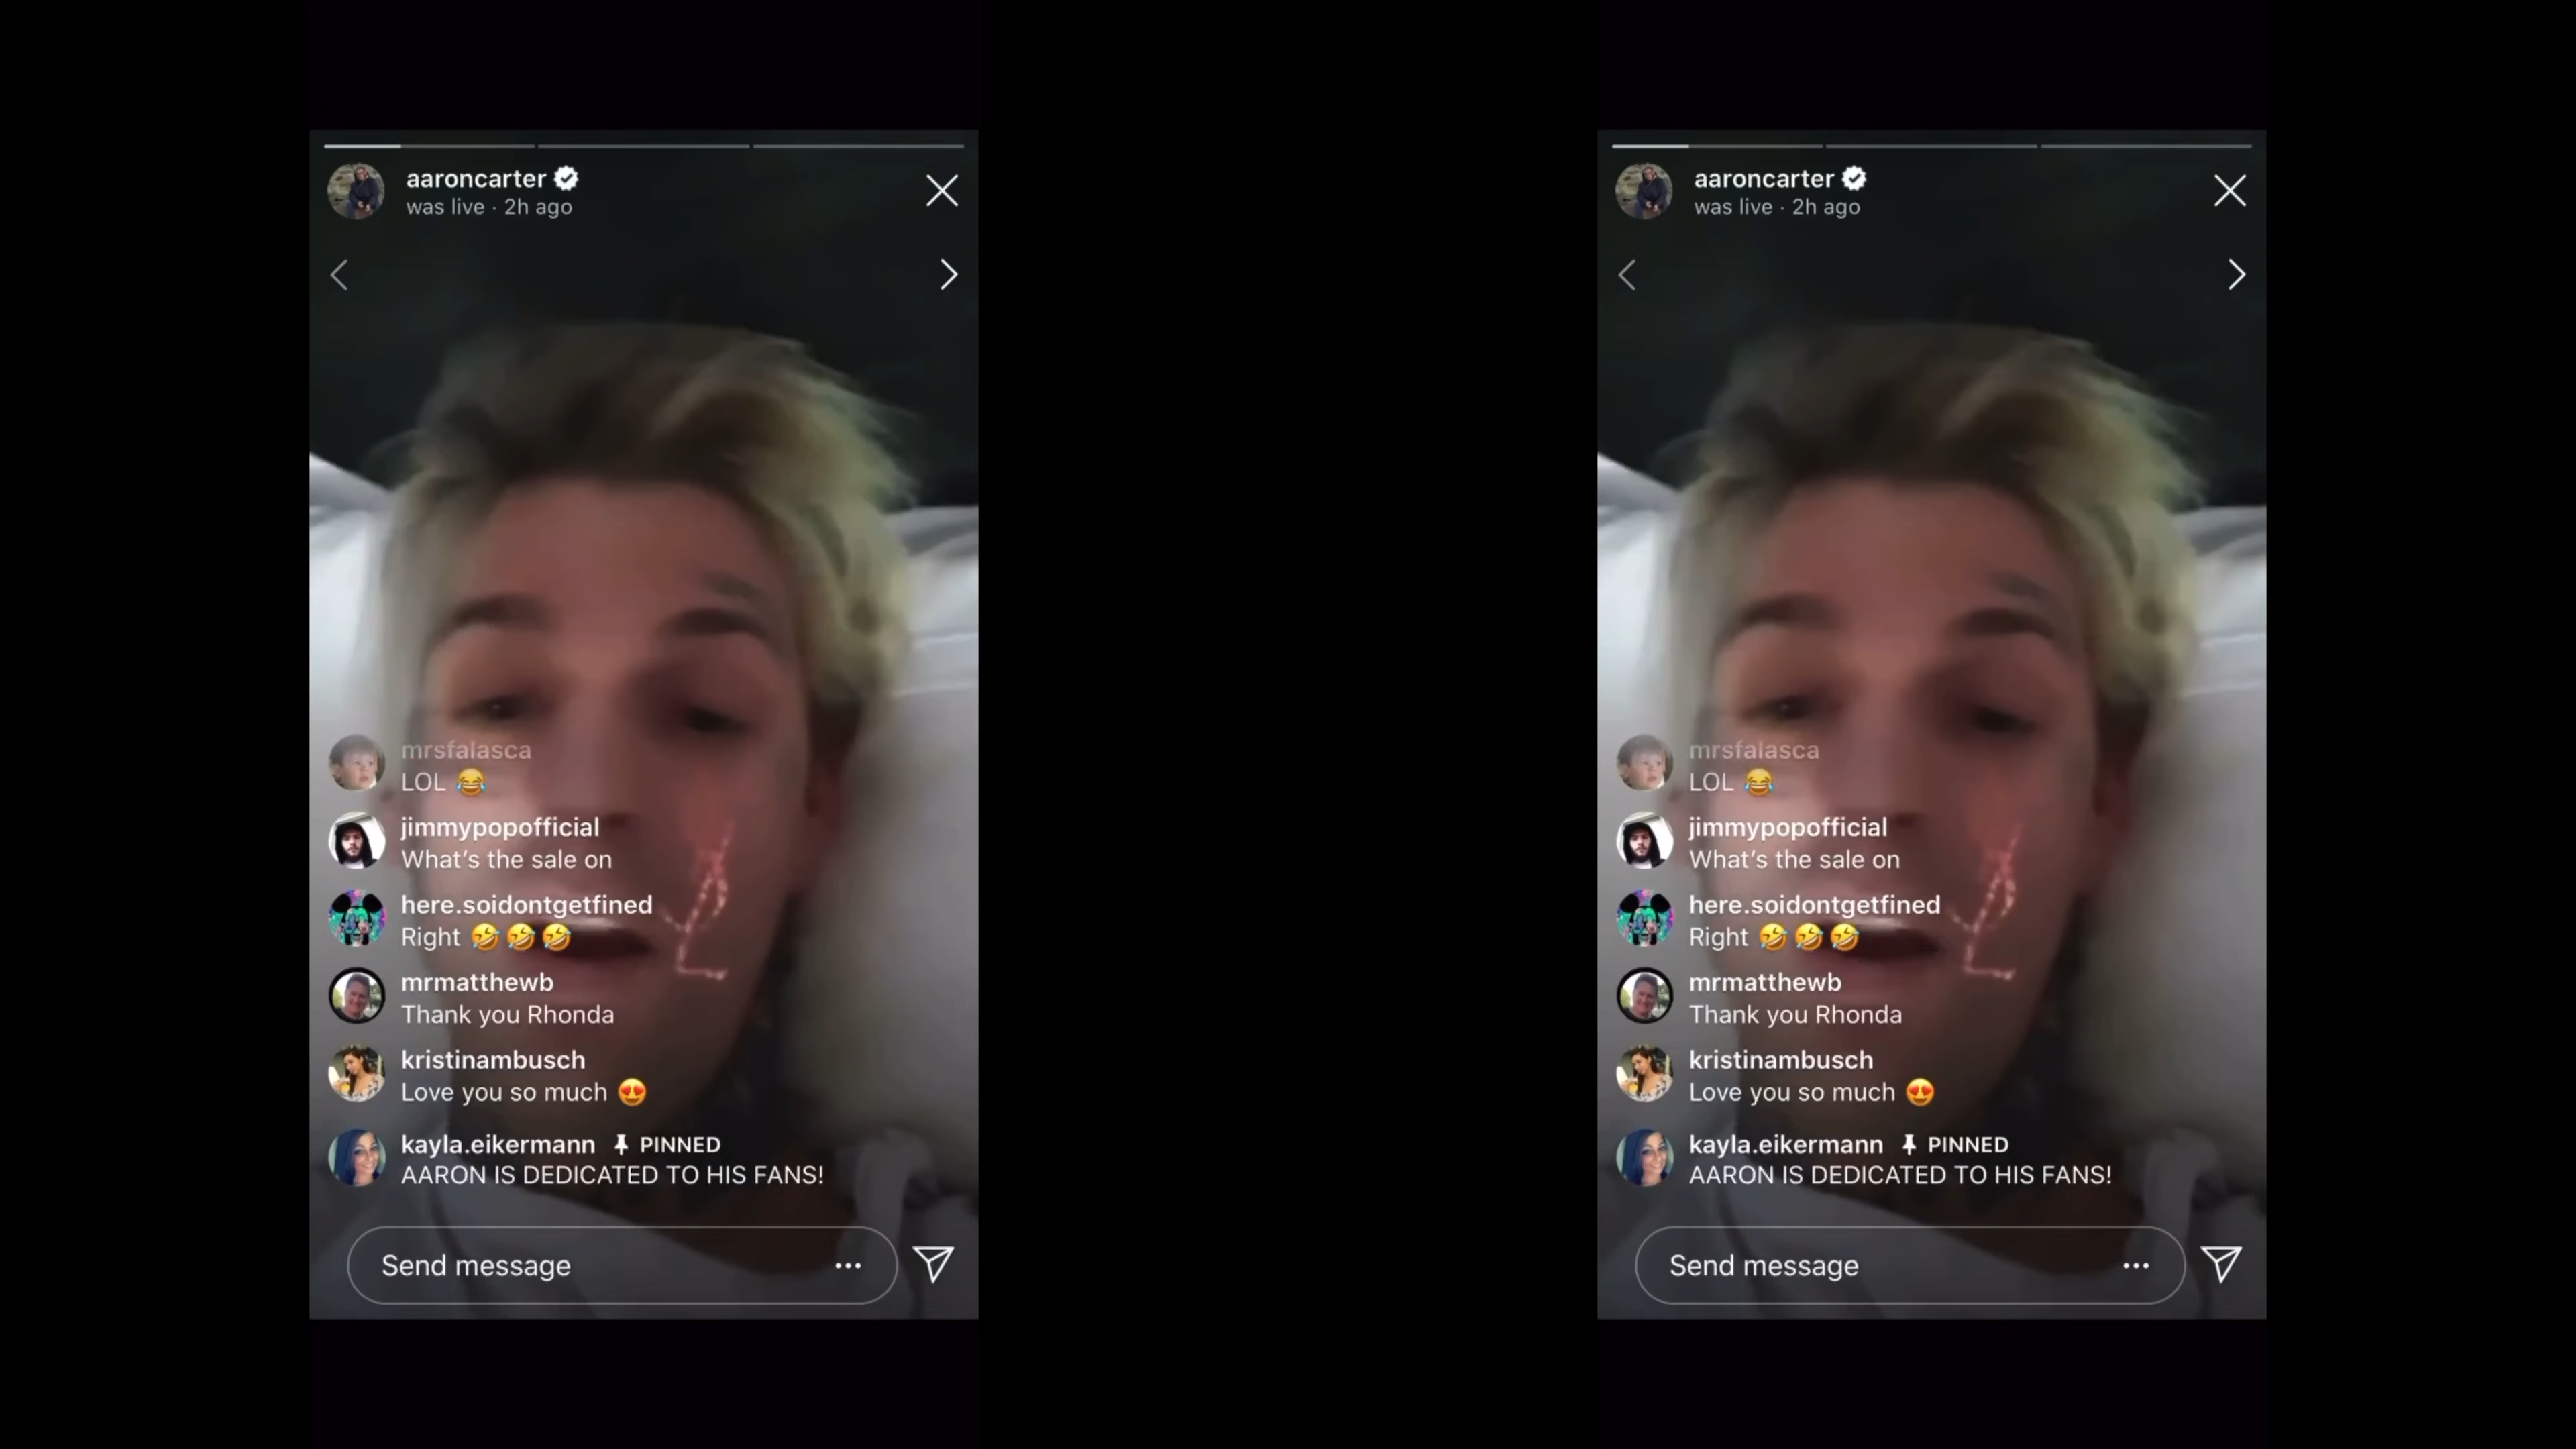 aaroncarter
was live · 2h ago
mrsfalasca
LOL 😂
jimmypopofficial
What's the sale on
here.soidontgetfined
Right 🤣🤣🤣
mrmatthewb
Thank you Rhonda
kristinambusch
Love you so much 😍
kayla.eikermann PINNED
AARON IS DEDICATED TO HIS FANS!
Send message
aaroncarter
was live · 2h ago
mrsfalasca
LOL 😂
jimmypopofficial
What's the sale on
here.soidontgetfined
Right 🤣🤣🤣
mrmatthewb
Thank you Rhonda
kristinambusch
Love you so much 😍
kayla.eikermann PINNED
AARON IS DEDICATED TO HIS FANS!
Send message